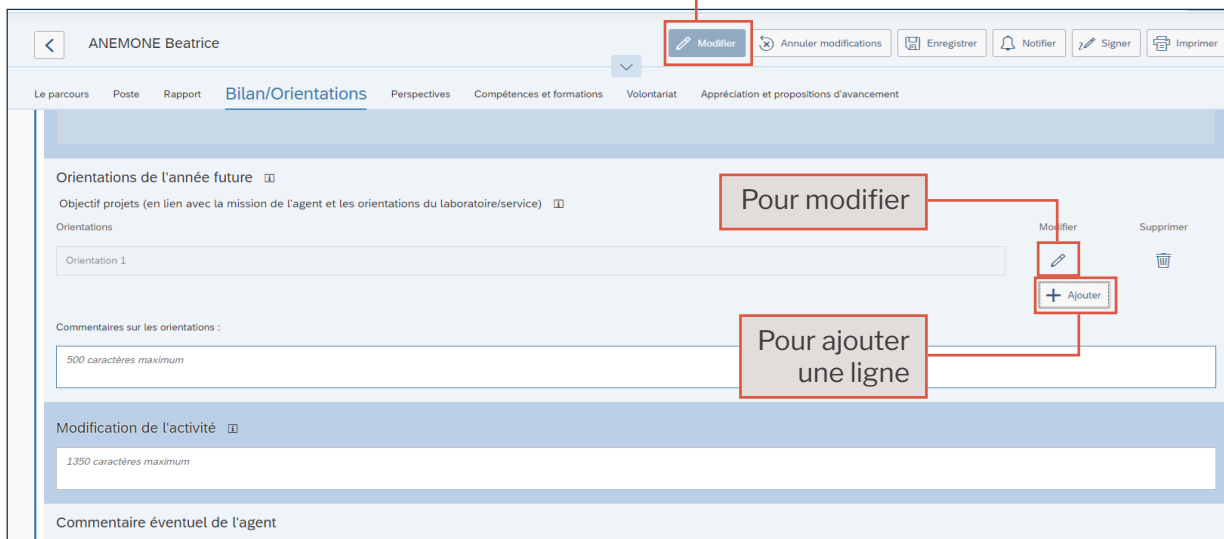 ANEMONE Beatrice
Modifier
Annuler modifications
Enregistrer
Notifier
Signer
Imprimer
Le parcours
Poste
Rapport
Bilan/Orientations
Perspectives
Compétences et formations
Volontariat
Appréciation et propositions d'avancement
Orientations de l'année future
Objectif projets (en lien avec la mission de l'agent et les orientations du laboratoire/service)
Pour modifier
Orientations
Modifier
Supprimer
Orientation 1
Ajouter
Commentaires sur les orientations :
Pour ajouter
une ligne
500 caractères maximum
Modification de l'activité
1350 caractères maximum
Commentaire éventuel de l'agent